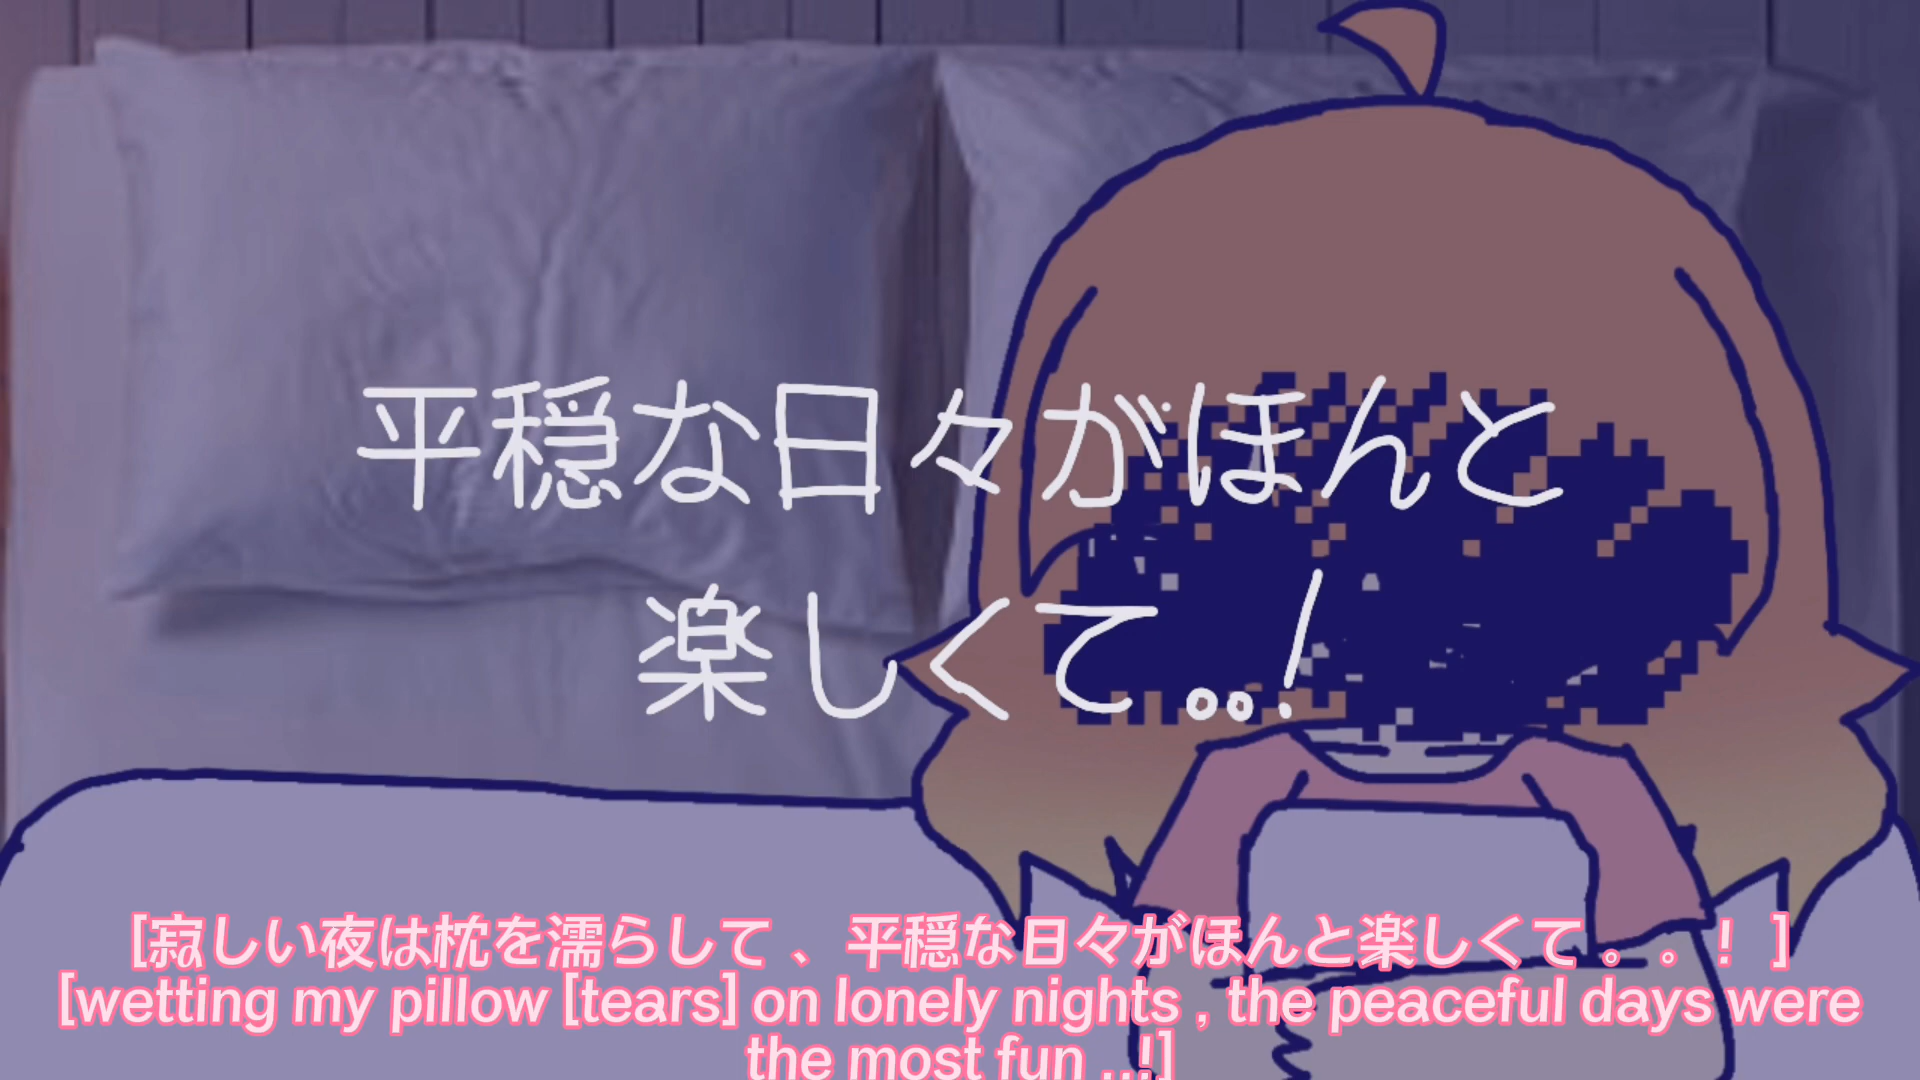 平穏な日々がほんと
楽しくて。。!
[寂しい夜は枕を濡らして、平穏な日々がほんと楽しくて。。！]
[wetting my pillow [tears] on lonely nights , the peaceful days were
the most fun ...!]